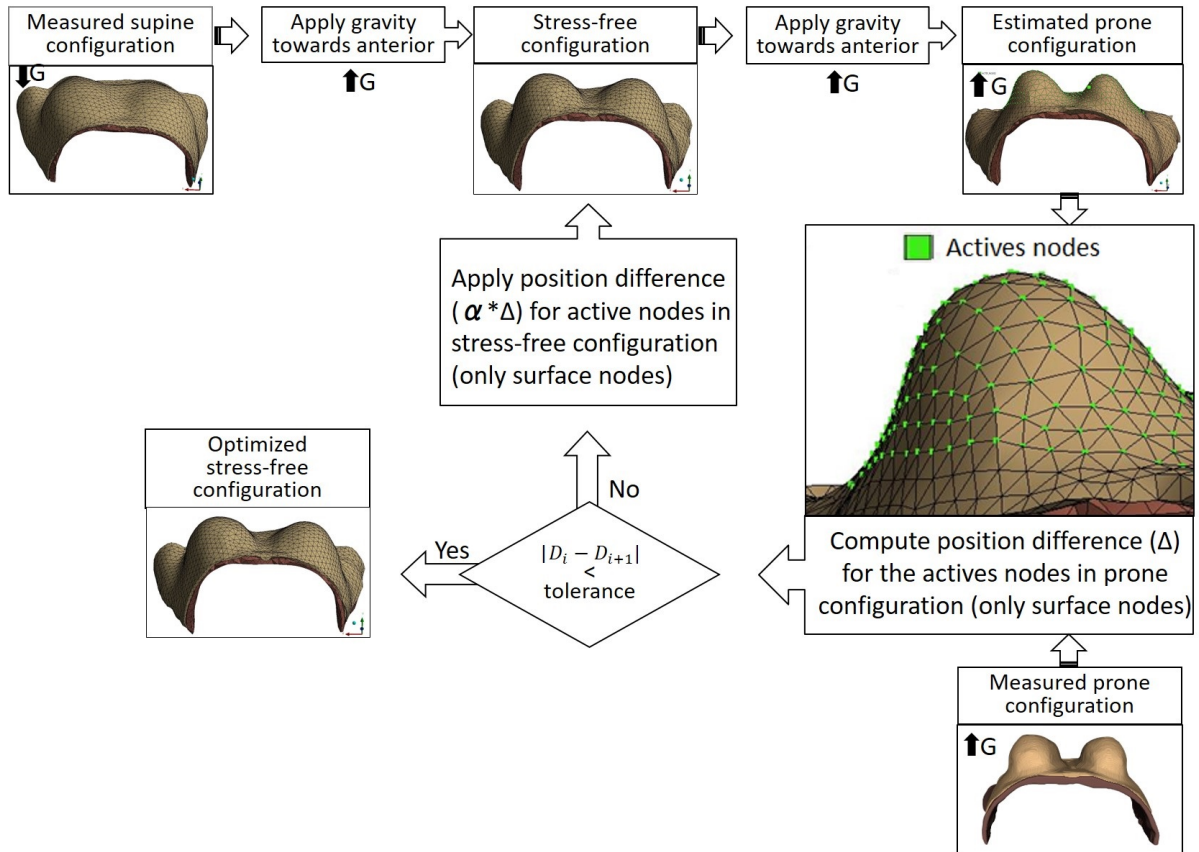 Measured supine
configuration
G
Apply gravity
towards anterior
G
Stress-free
configuration
Apply gravity
towards anterior
G
Estimated prone
configuration
G
Actives nodes
Apply position difference
( α *Δ) for active nodes in
stress-free configuration
(only surface nodes)
Compute position difference (Δ)
for the actives nodes in prone
configuration (only surface nodes)
Measured prone
configuration
G
|D_i − D_{i+1}|
<
tolerance
No
Yes
Optimized
stress-free
configuration